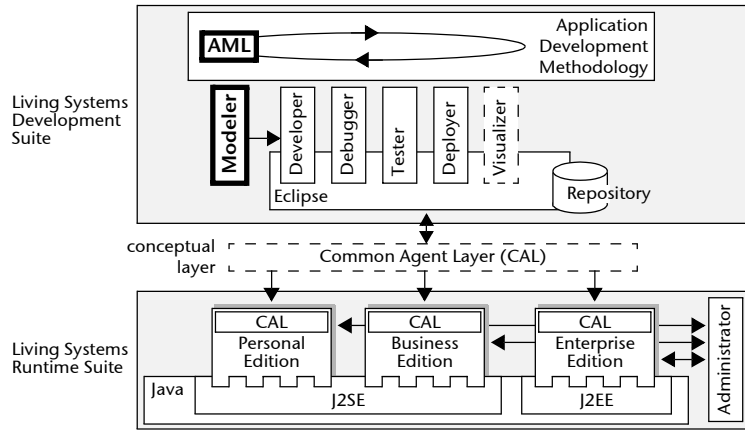 AML
Application
Development
Methodology
Living Systems
Development
Suite
Modeler
Developer
Debugger
Tester
Deployer
Visualizer
Eclipse
Repository
conceptual
layer
Common Agent Layer (CAL)
Living Systems
Runtime Suite
CAL
Personal
Edition
CAL
Business
Edition
CAL
Enterprise
Edition
Administrator
Java
J2SE
J2EE